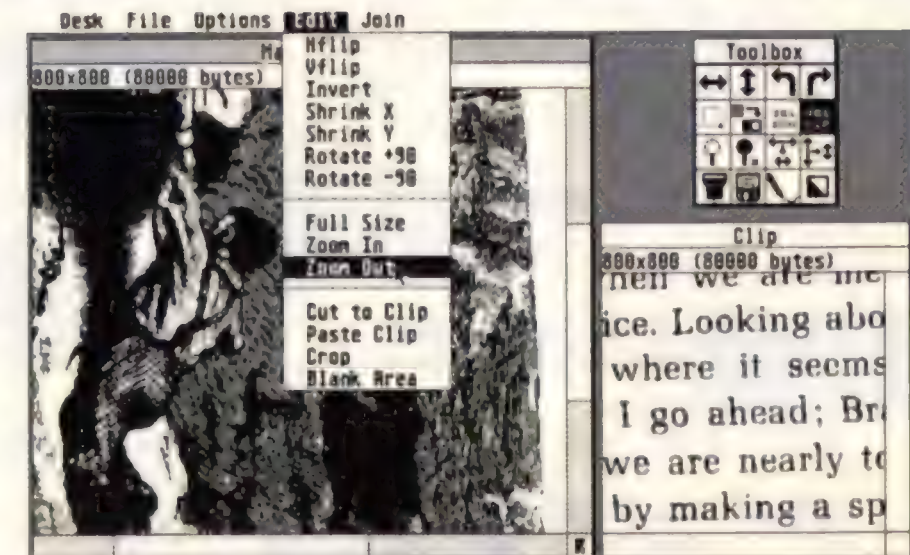 Desk File Options Edit Join
800x800 (80000 bytes)
Hflip
Vflip
Invert
Shrink X
Shrink Y
Rotate +90
Rotate -90
Full Size
Zoom In
Zoom Out
Cut to Clip
Paste Clip
Crop
Blank Area
Toolbox
Clip
800x800 (80000 bytes)
we are
ice. Looking abo
where it seems
I go ahead; Br
we are nearly to
by making a sp